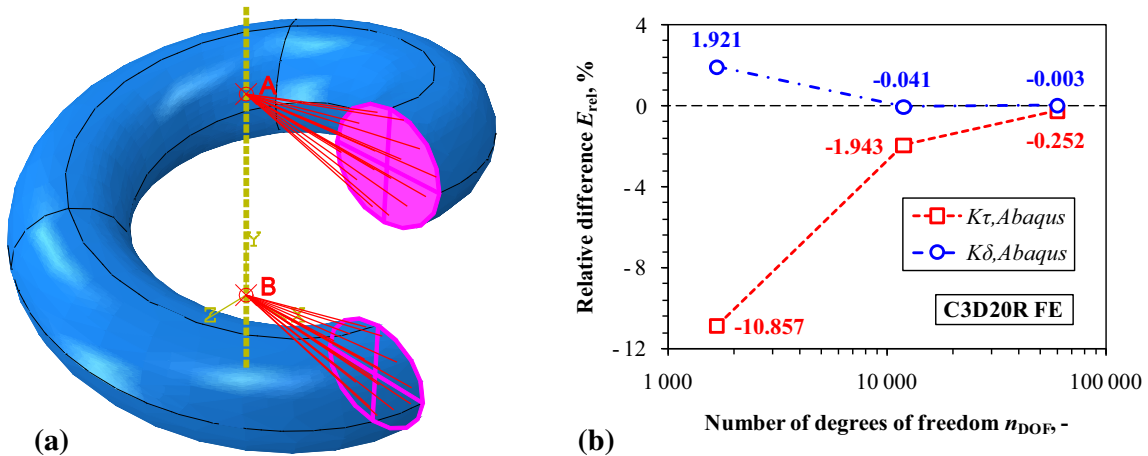 A
Y
B
Z
(a)
Relative difference Erel, %
4
0
- 4
- 8
- 12
1.921
-0.041
-0.003
-1.943
-0.252
-10.857
Kτ,Abaqus
Kδ,Abaqus
C3D20R FE
1 000
10 000
100 000
Number of degrees of freedom nDOF, -
(b)